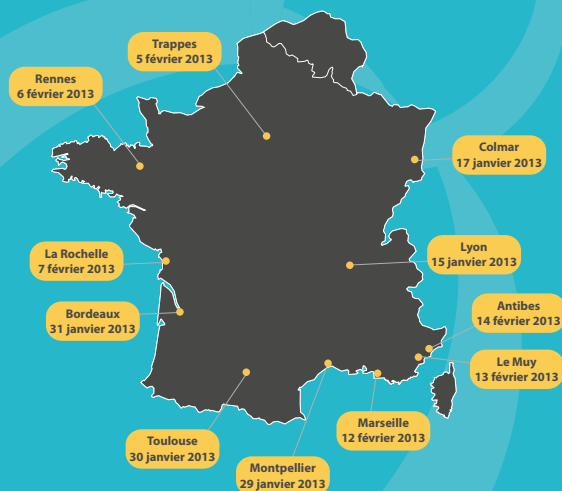 Trappes
5 février 2013
Rennes
6 février 2013
Colmar
17 janvier 2013
La Rochelle
7 février 2013
Lyon
15 janvier 2013
Bordeaux
31 janvier 2013
Antibes
14 février 2013
Le Muy
13 février 2013
Marseille
12 février 2013
Toulouse
30 janvier 2013
Montpellier
29 janvier 2013